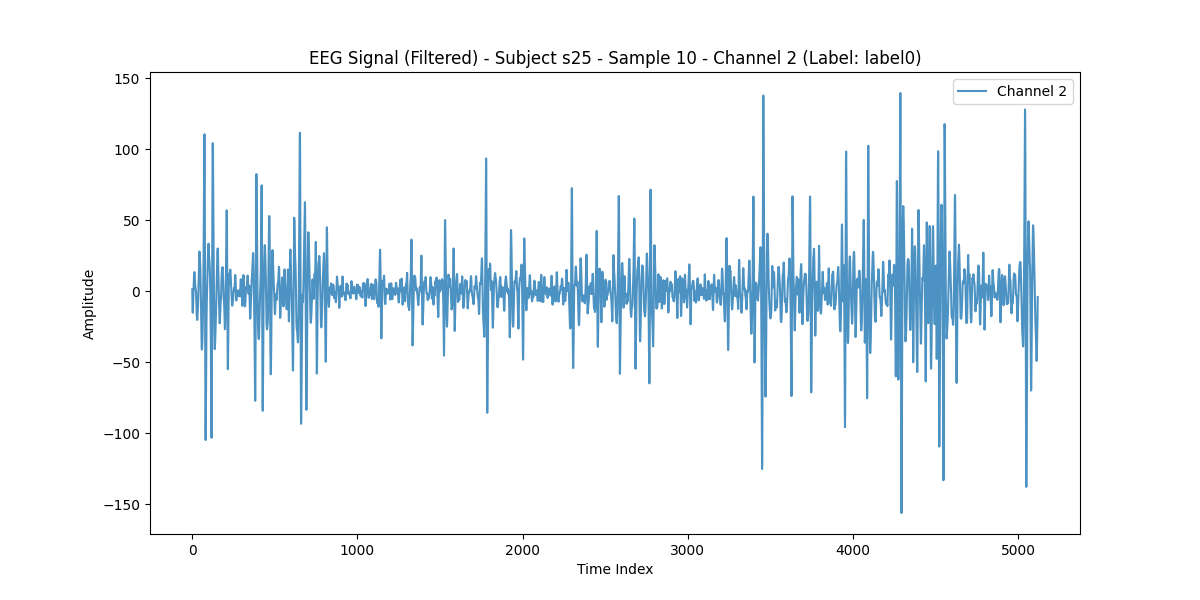 EEG Signal (Filtered) - Subject s25 - Sample 10 - Channel 2 (Label: label0)
Channel 2
150
100
50
0
−50
−100
−150
Amplitude
0 1000 2000 3000 4000 5000
Time Index